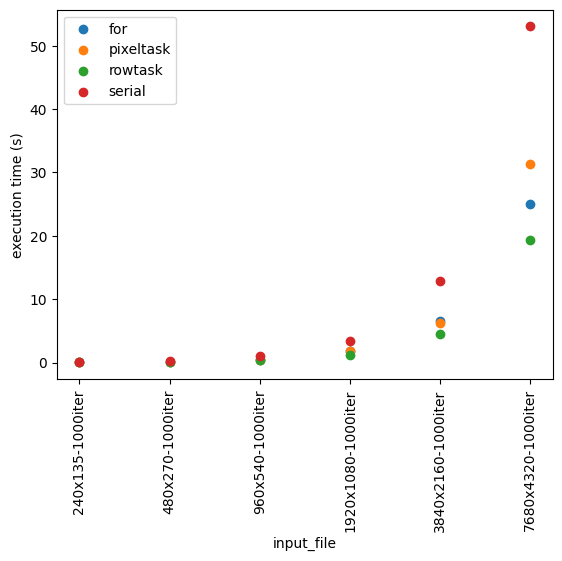 for
pixeltask
rowtask
serial
execution time (s)
50
40
30
20
10
0
240x135-1000iter
480x270-1000iter
960x540-1000iter
1920x1080-1000iter
3840x2160-1000iter
7680x4320-1000iter
input_file